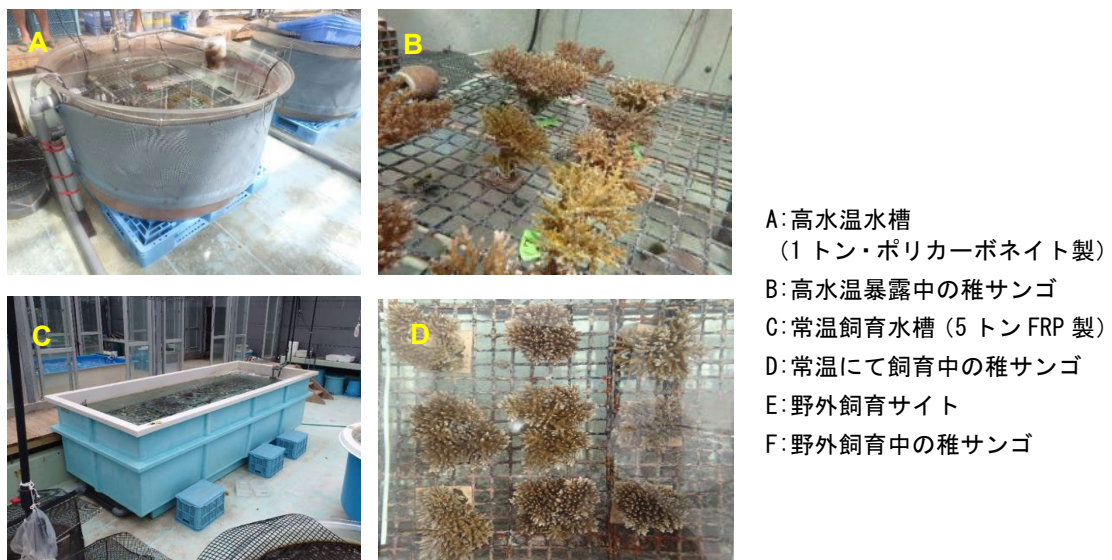 A
B
C
D
A:高水温水槽
(1トン・ポリカーボネイト製)
B:高水温暴露中の稚サンゴ
C:常温飼育水槽(5トンFRP製)
D:常温にて飼育中の稚サンゴ
E:野外飼育サイト
F:野外飼育中の稚サンゴ